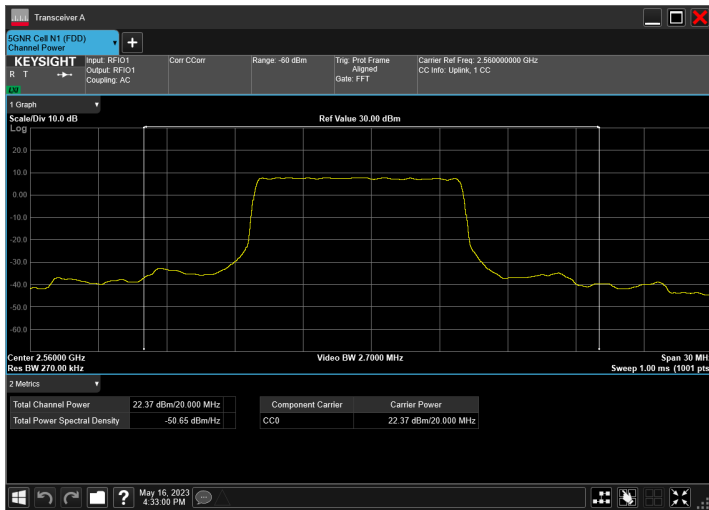 Transceiver A
5GNR Cell N1 (FDD)
Channel Power
KEYSIGHT
R T
LXI
Input: RFIO1
Output: RFIO1
Coupling: AC
Corr CCorr
Range: -60 dBm
Trig: Prot Frame
Aligned
Gate: FFT
Carrier Ref Freq: 2.560000000 GHz
CC Info: Uplink, 1 CC
1 Graph
Scale/Div 10.0 dB
Ref Value 30.00 dBm
Log
20.0
10.0
0.00
-10.0
-20.0
-30.0
-40.0
-50.0
-60.0
Center 2.56000 GHz
Video BW 2.7000 MHz
Span 30 MH
Res BW 270.00 kHz
Sweep 1.00 ms (1001 pts
2 Metrics
Total Channel Power 22.37 dBm/20.000 MHz
Total Power Spectral Density -50.65 dBm/Hz
Component Carrier Carrier Power
CC0 22.37 dBm/20.000 MHz
?
May 16, 2023
4:33:00 PM